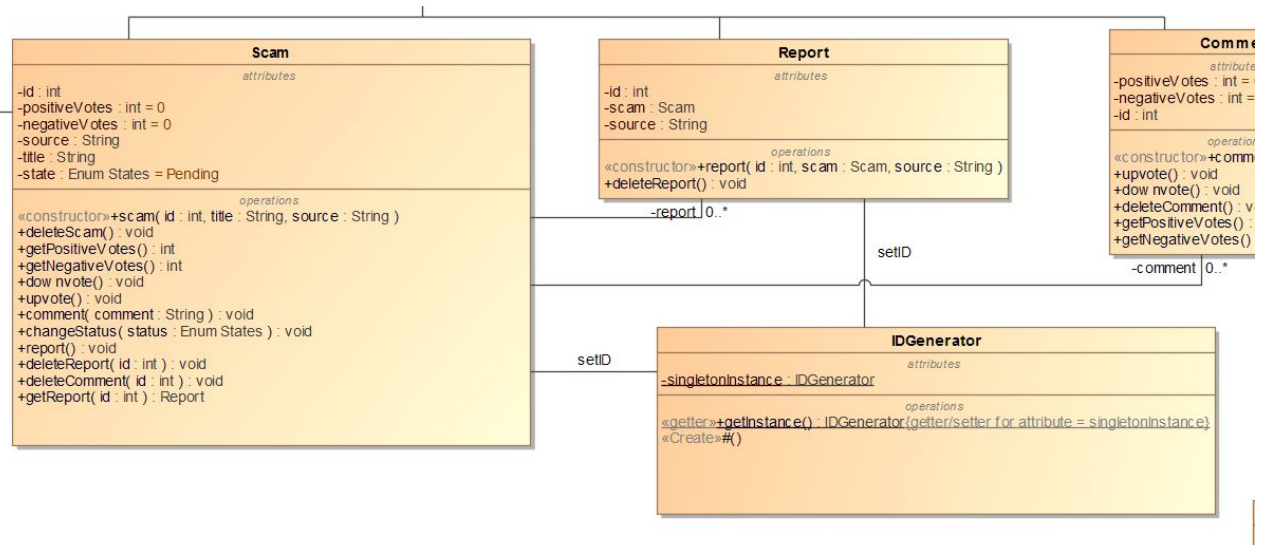 Scam
attributes
-id : int
-positiveVotes : int = 0
-negativeVotes : int = 0
-source : String
-title : String
-state : Enum States = Pending
operations
«constructor»+scam( id : int, title : String, source : String )
+deleteScam() : void
+getPositiveVotes() : int
+getNegativeVotes() : int
+downvote() : void
+upvote() : void
+comment( comment : String ) : void
+changeStatus( status : Enum States ) : void
+report() : void
+deleteReport( id : int ) : void
+deleteComment( id : int ) : void
+getReport( id : int ) : Report
Report
attributes
-id : int
-scam : Scam
-source : String
operations
«constructor»+report( id : int, scam : Scam, source : String )
+deleteReport() : void
-report 0..*
setID
-positiveVotes : int =
-negativeVotes : int =
-id : int
+upvote() : void
+downvote() : void
+deleteComment() :
+getPositiveVotes() :
+getNegativeVotes()
-comment 0..*
setID
IDGenerator
attributes
-singletonInstance : IDGenerator
operations
«getter»+getInstance() : IDGenerator{getter/setter for attribute = singletonInstance}
«Create»#()